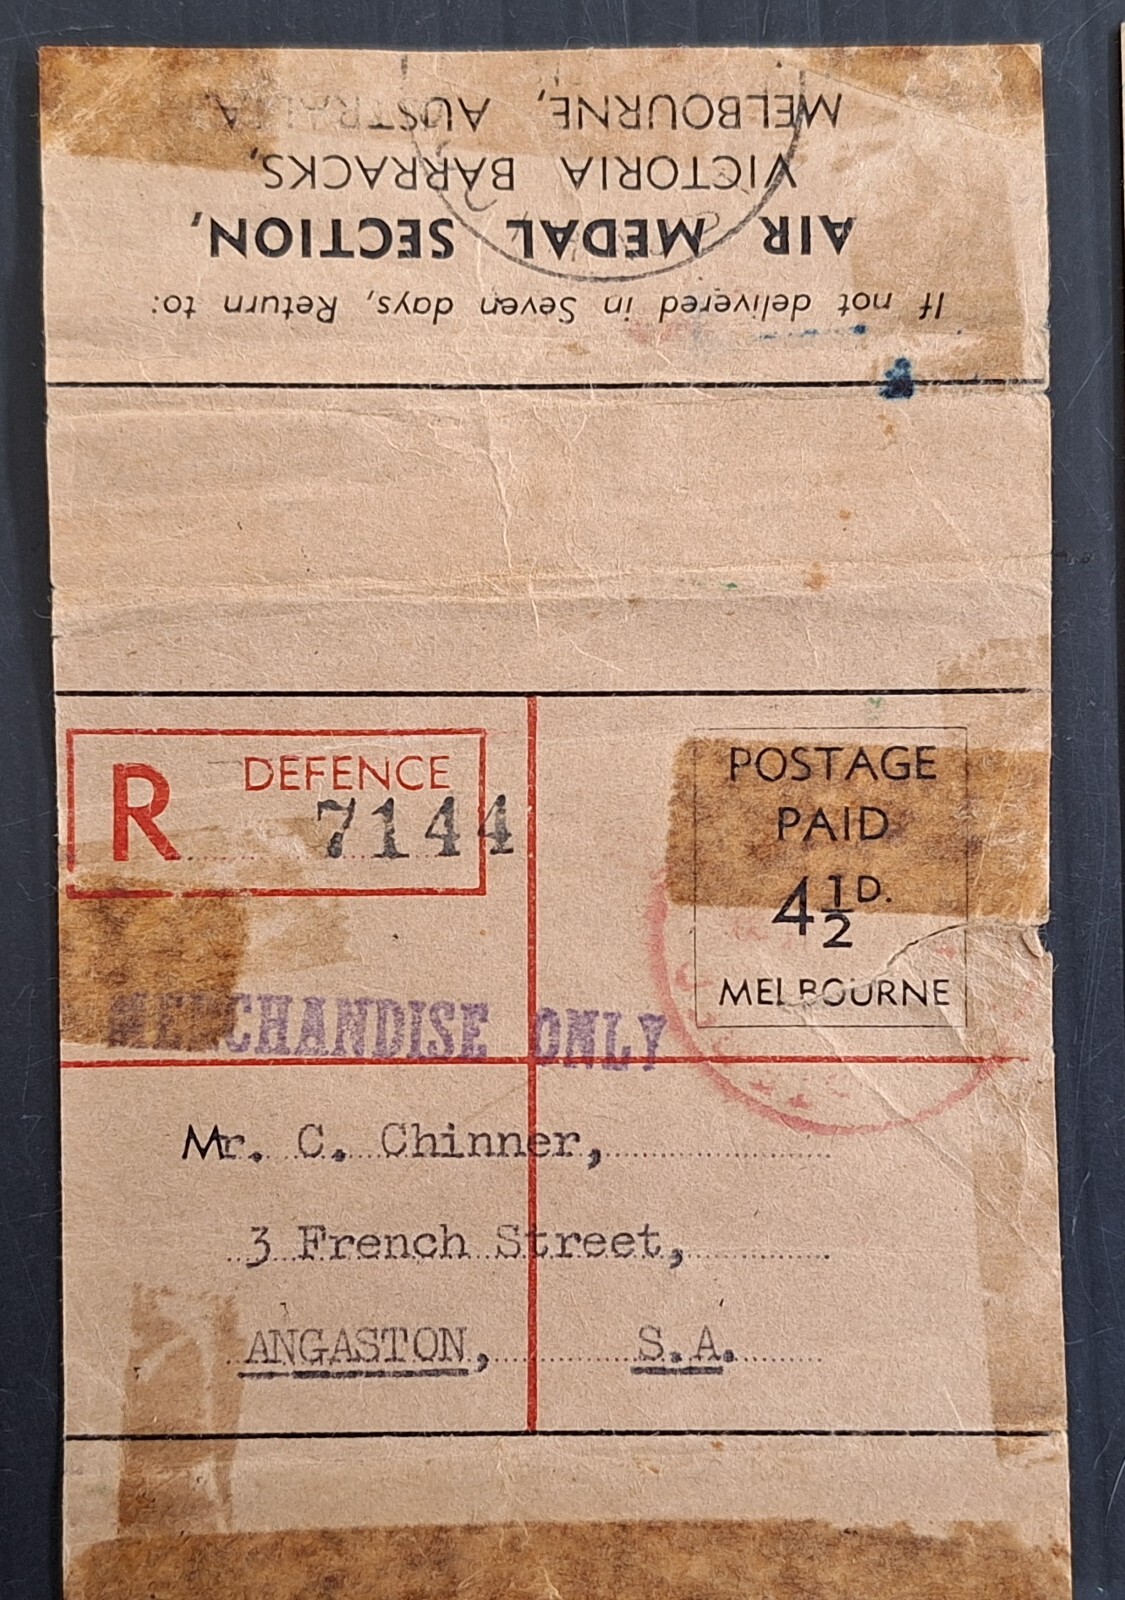 If not delivered in Seven days, Return to:
AIR MEDAL SECTION,
VICTORIA BARRACKS,
MELBOURNE, AUSTRALIA.
R DEFENCE
7144
POSTAGE
PAID
4½D.
MELBOURNE
MERCHANDISE ONLY
Mr. C. Chinner,
3 French Street,
ANGASTON, S.A.